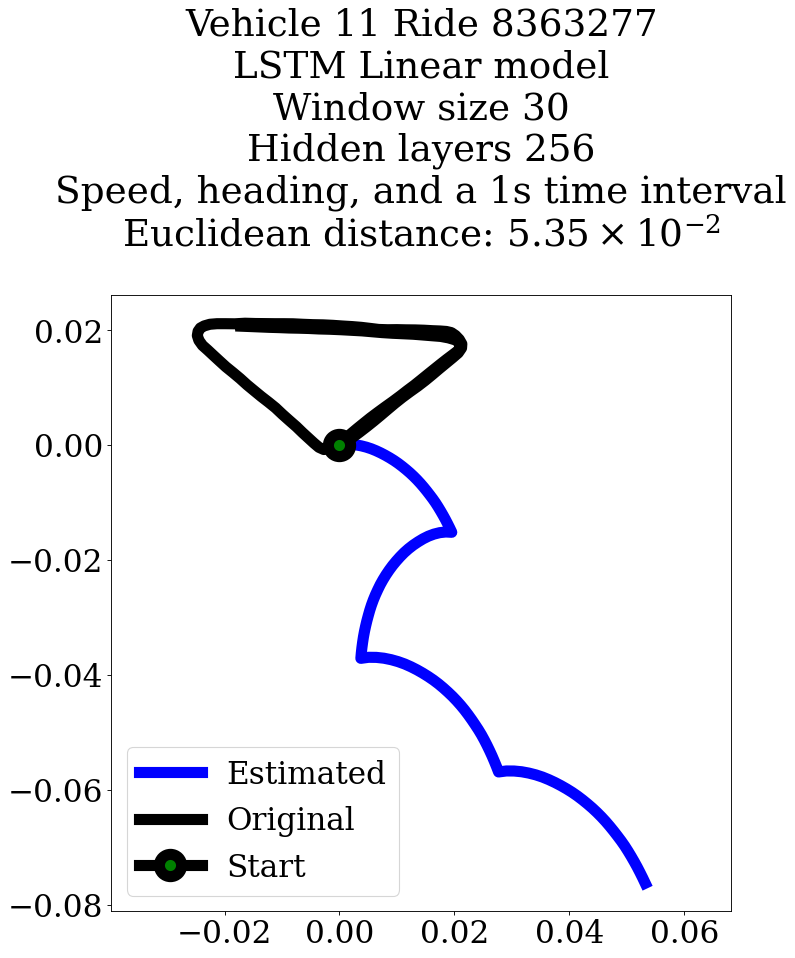 Vehicle 11 Ride 8363277
LSTM Linear model
Window size 30
Hidden layers 256
Speed, heading, and a 1s time interval
Euclidean distance: 5.35 × 10⁻²
0.02
0.00
−0.02
−0.04
−0.06
−0.08
Estimated
Original
Start
−0.02 0.00 0.02 0.04 0.06